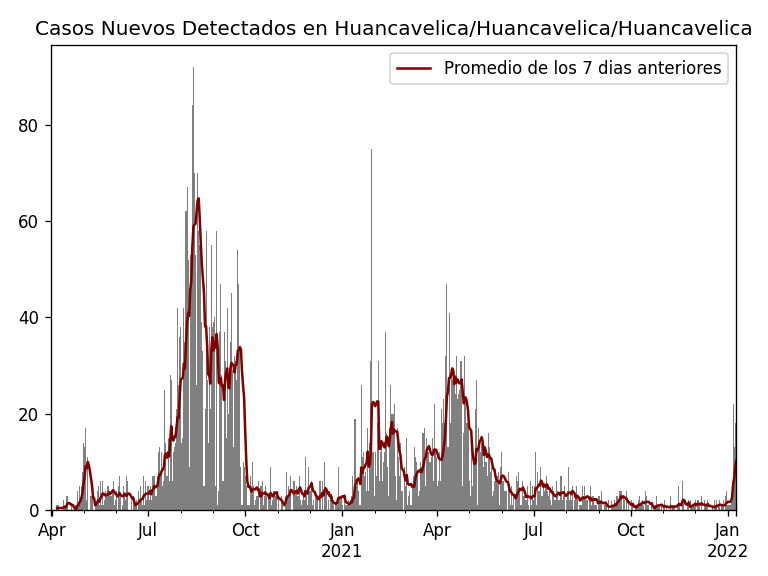 Casos Nuevos Detectados en Huancavelica/Huancavelica/Huancavelica
Promedio de los 7 dias anteriores
80
60
40
20
0
Apr Jul Oct Jan Apr Jul Oct Jan
2021 2022